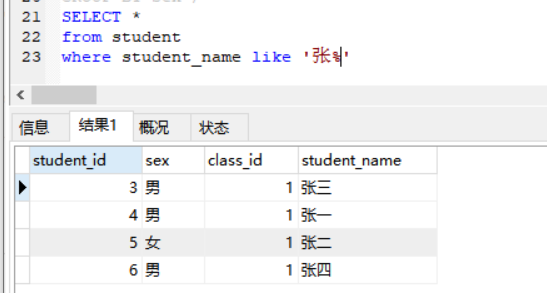 21 SELECT *
22 from student
23 where student_name like '张%'
信息 结果1 概况 状态
student_id sex class_id student_name
3 男 1 张三
4 男 1 张一
5 女 1 张二
6 男 1 张四